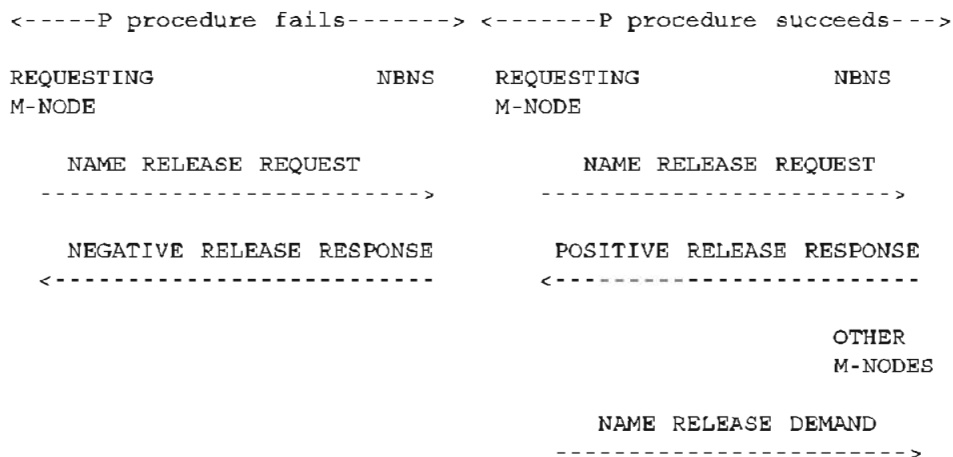 <-----P procedure fails-------> <-------P procedure succeeds--->
REQUESTING                NBNS    REQUESTING              NBNS
M-NODE                            M-NODE
    NAME RELEASE REQUEST                NAME RELEASE REQUEST
  -------------------------->       ------------------------>
    NEGATIVE RELEASE RESPONSE         POSITIVE RELEASE RESPONSE
  <--------------------------       <-------------------------
                                                        OTHER
                                                        M-NODES
                                         NAME RELEASE DEMAND
                                     ------------------------>